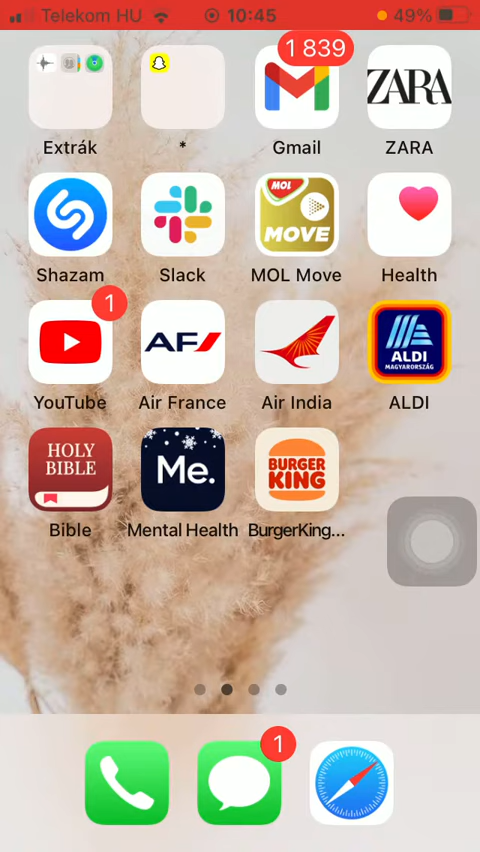 Telekom HU 10:45 49%
1 839
ZARA
Extrák * Gmail ZARA
MOL
MOVE
Shazam Slack MOL Move Health
1
AF
ALDI
MAGYARORSZÁG
YouTube Air France Air India ALDI
HOLY
BIBLE
Me.
BURGER
KING
Bible Mental Health BurgerKing...
1